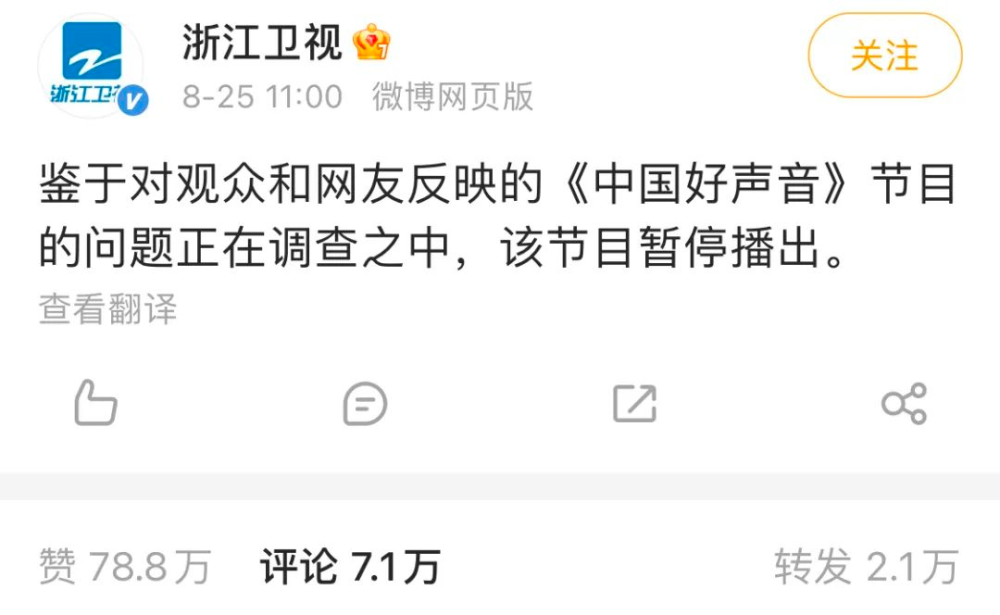 浙江卫视
8-25 11:00 微博网页版
关注
鉴于对观众和网友反映的《中国好声音》节目
的问题正在调查之中，该节目暂停播出。
查看翻译
赞 78.8万 评论 7.1万 转发 2.1万